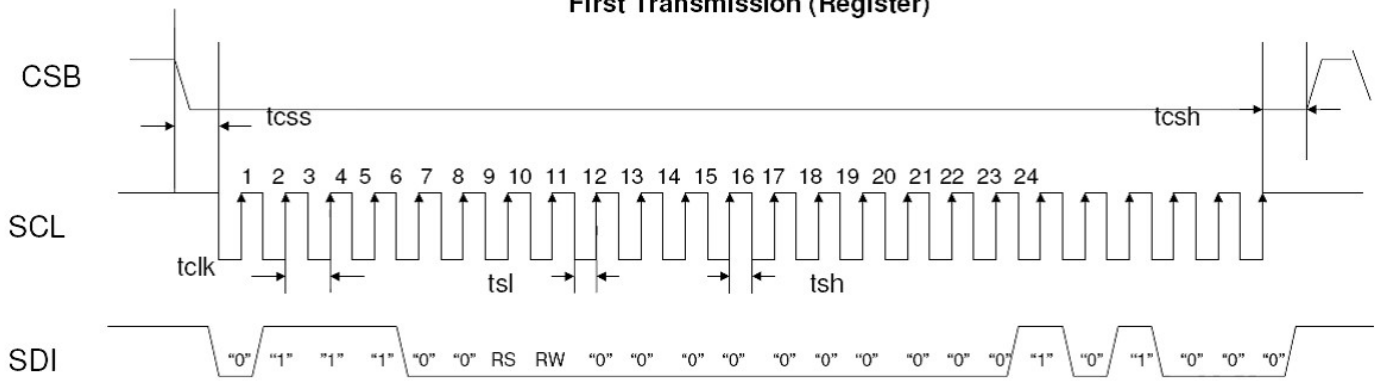 First Transmission (Register)
CSB
tcss
tcsh
1 2 3 4 5 6 7 8 9 10 11 12 13 14 15 16 17 18 19 20 21 22 23 24
SCL
tclk
tsl
tsh
SDI
“0” “1” ”1” “1” “0” “0” RS RW “0” “0” “0” “0” “0” “0” “0” “0” “0” “0” “1” “0” “1” “0” “0” “0”